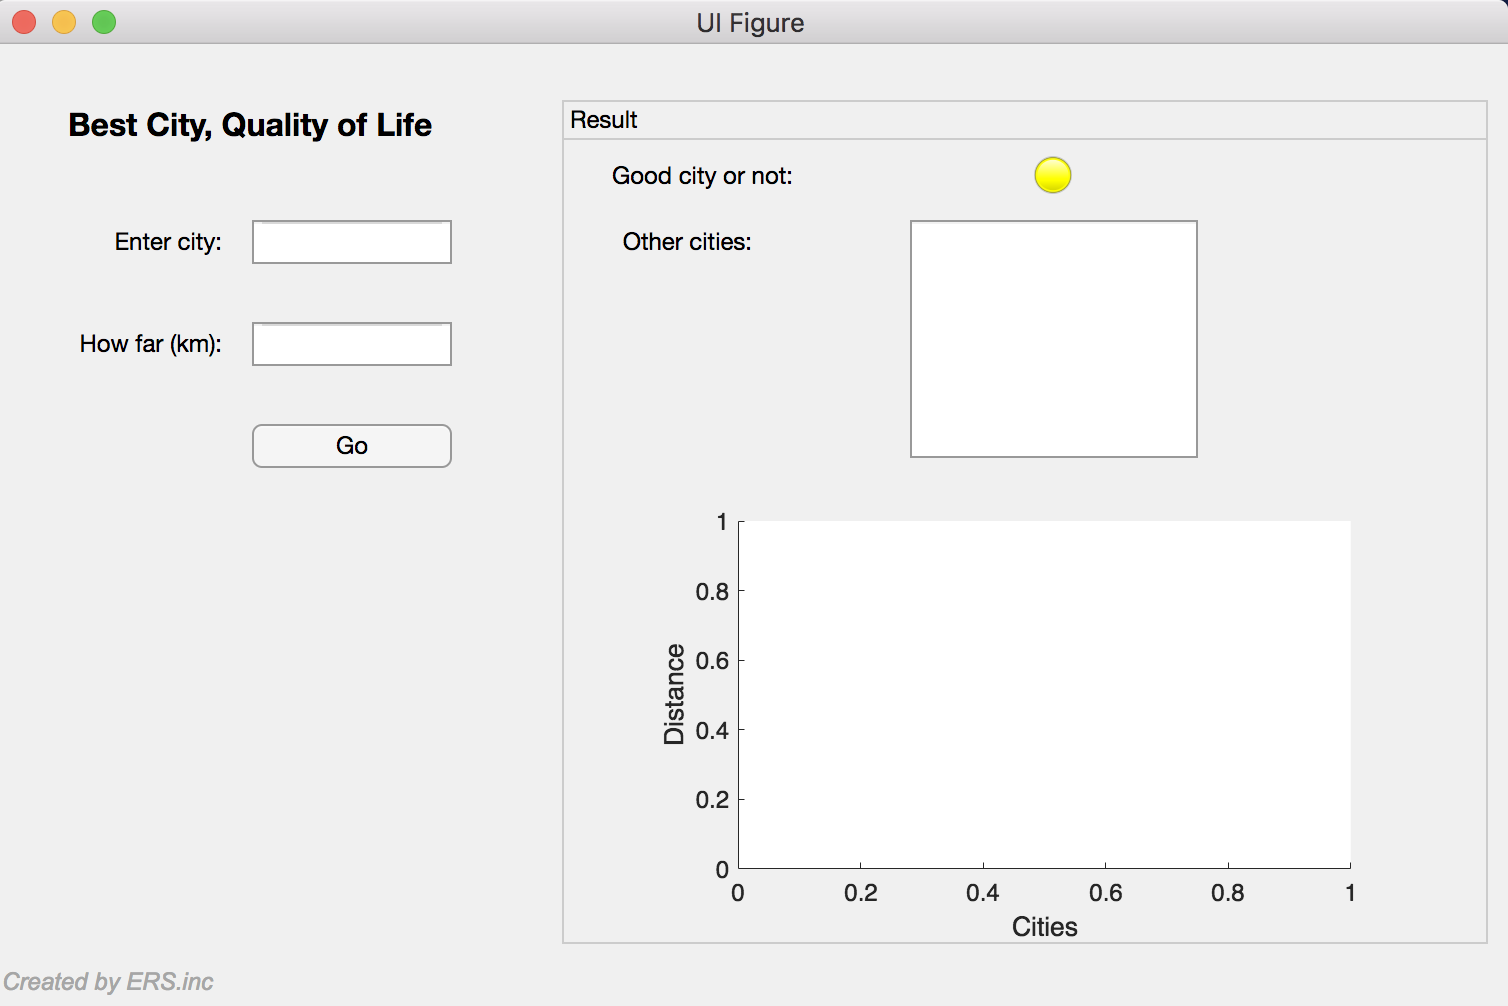 UI Figure
Best City, Quality of Life
Enter city:
How far (km):
Go
Result
Good city or not:
Other cities:
1
0.8
0.6
0.4
0.2
0
Distance
0 0.2 0.4 0.6 0.8 1
Cities
Created by ERS.inc